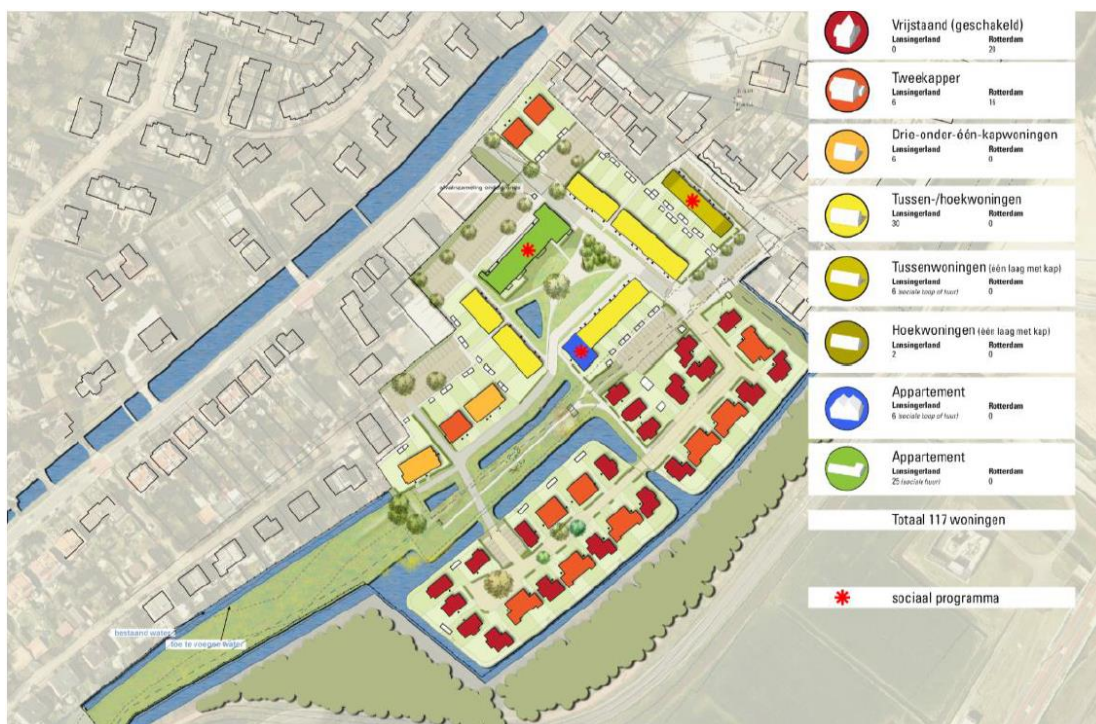 Vrijstaand (geschakeld)
Lansingerland Rotterdam
0 20
Tweekapper
Lansingerland Rotterdam
6 16
Drie-onder-één-kapwoningen
Lansingerland Rotterdam
6 0
Tussen-/hoekwoningen
Lansingerland Rotterdam
30 0
Tussenwoningen (één laag met kap)
Lansingerland Rotterdam
6 (sociale koop of huur) 0
Hoekwoningen (één laag met kap)
Lansingerland Rotterdam
2 0
Appartement
Lansingerland Rotterdam
6 (sociale koop of huur) 0
Appartement
Lansingerland Rotterdam
25 (sociale huur) 0
Totaal 117 woningen
sociaal programma
bestaand water
toe te voegen water